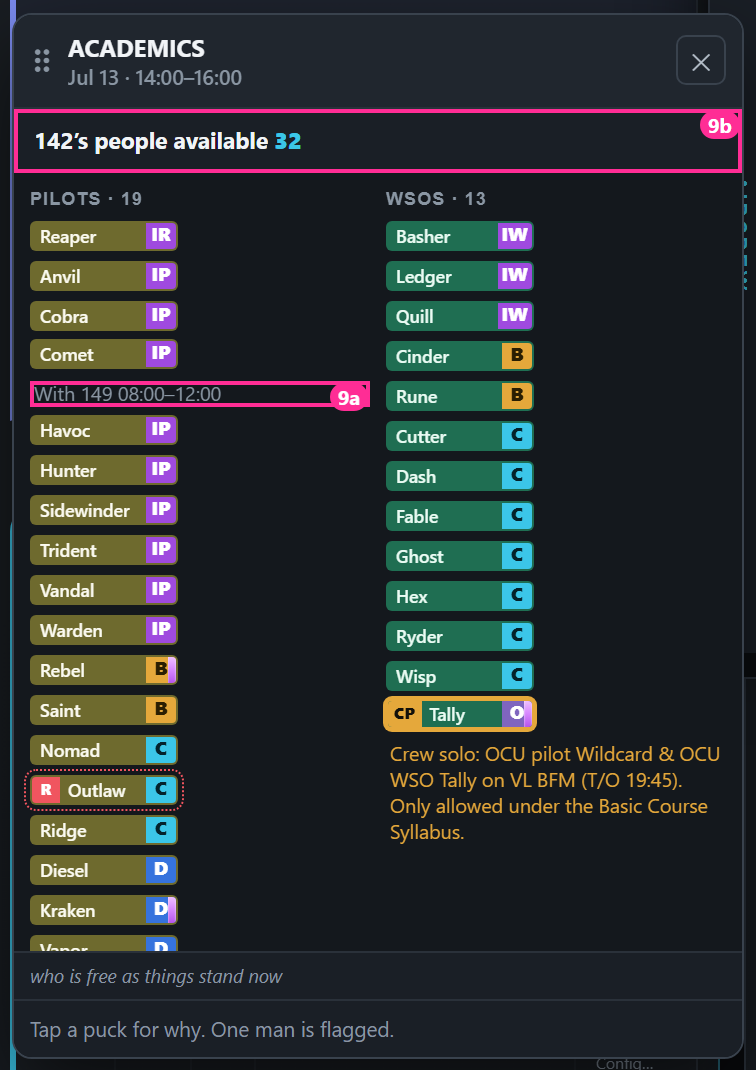 ACADEMICS
Jul 13 · 14:00–16:00
142’s people available 32
9b
PILOTS · 19
Reaper IR
Anvil IP
Cobra IP
Comet IP
With 149 08:00–12:00
9a
Havoc IP
Hunter IP
Sidewinder IP
Trident IP
Vandal IP
Warden IP
Rebel B
Saint B
Nomad C
R Outlaw C
Ridge C
Diesel D
Kraken D
Vapor D
WSOS · 13
Basher IW
Ledger IW
Quill IW
Cinder B
Rune B
Cutter C
Dash C
Fable C
Ghost C
Hex C
Ryder C
Wisp C
CP Tally O
Crew solo: OCU pilot Wildcard & OCU
WSO Tally on VL BFM (T/O 19:45).
Only allowed under the Basic Course
Syllabus.
who is free as things stand now
Tap a puck for why. One man is flagged.
Config...